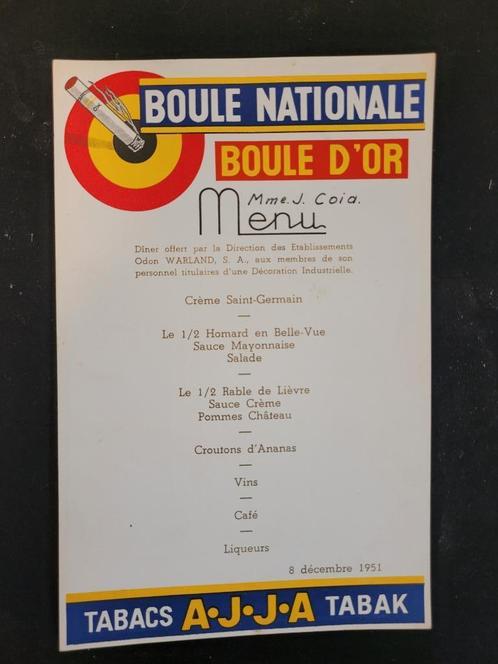 BOULE NATIONALE
BOULE D'OR
Mme. J. Coia.
Menu
Dîner offert par la Direction des Etablissements
Odon WARLAND, S. A., aux membres de son
personnel titulaires d'une Décoration Industrielle.
Crème Saint-Germain
Le 1/2 Homard en Belle-Vue
Sauce Mayonnaise
Salade
Le 1/2 Rable de Lièvre
Sauce Crème
Pommes Château
Croutons d'Ananas
Vins
Café
Liqueurs
8 décembre 1951
TABACS A·J·J·A TABAK